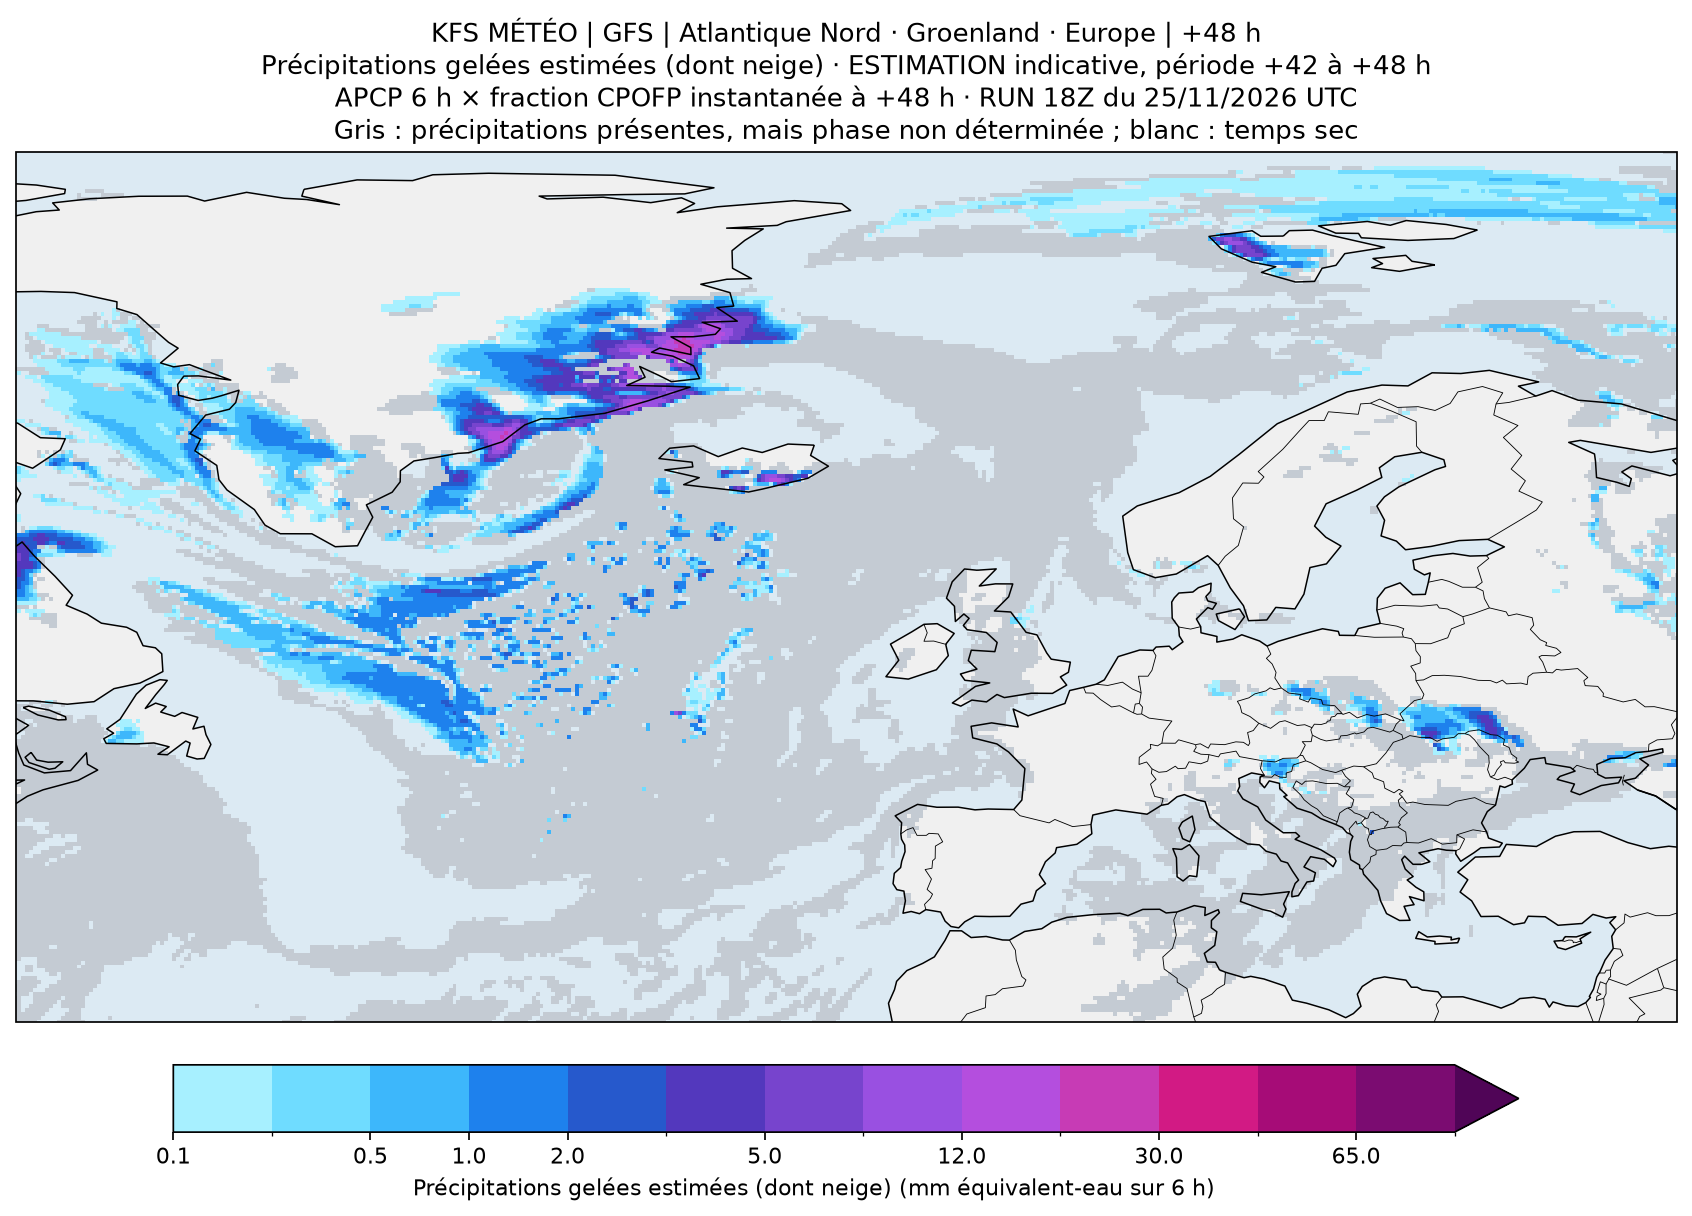 KFS MÉTÉO | GFS | Atlantique Nord · Groenland · Europe | +48 h
Précipitations gelées estimées (dont neige) · ESTIMATION indicative, période +42 à +48 h
APCP 6 h × fraction CPOFP instantanée à +48 h · RUN 18Z du 25/11/2026 UTC
Gris : précipitations présentes, mais phase non déterminée ; blanc : temps sec
0.1 0.5 1.0 2.0 5.0 12.0 30.0 65.0
Précipitations gelées estimées (dont neige) (mm équivalent-eau sur 6 h)